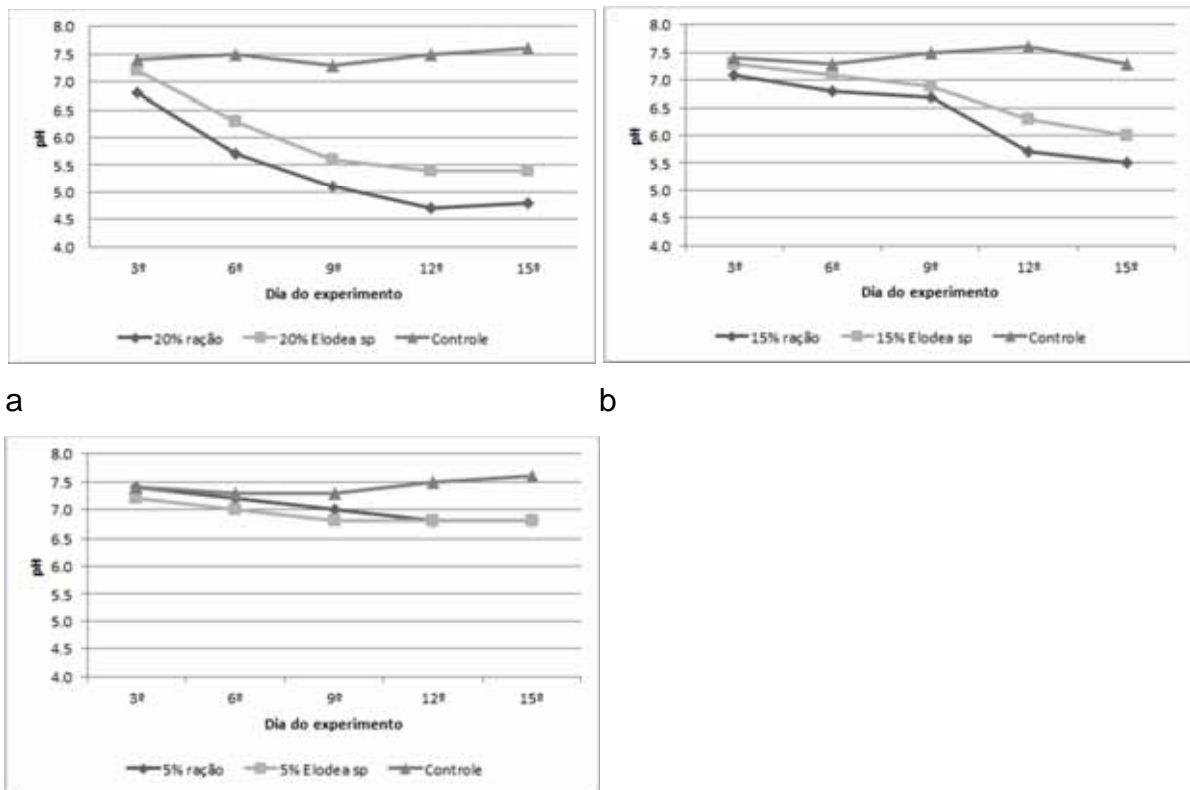 8.0
7.5
7.0
6.5
6.0
5.5
5.0
4.5
4.0
pH
3º 6º 9º 12º 15º
Dia do experimento
20% ração 20% Elodea sp Controle
8.0
7.5
7.0
6.5
6.0
5.5
5.0
4.5
4.0
pH
3º 6º 9º 12º 15º
Dia do experimento
15% ração 15% Elodea sp Controle
a b
8.0
7.5
7.0
6.5
6.0
5.5
5.0
4.5
4.0
pH
3º 6º 9º 12º 15º
Dia do experimento
5% ração 5% Elodea sp Controle